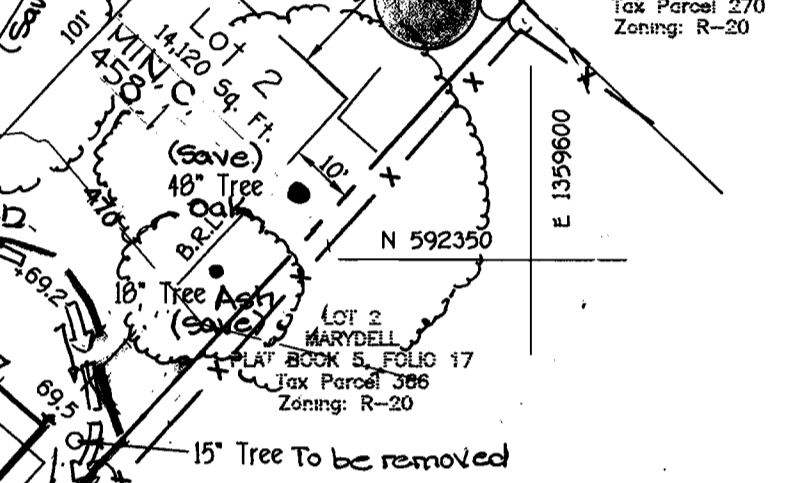 (Sav
101'
Lot 2
14,120 Sq. Ft.
MIN. C.
458
Tax Parcel 270
Zoning: R-20
E 1359600
(Save)
48" Tree
Oak
10'
470
B.R.L.
N 592350
+69.2
18" Tree Ash
(Save)
LOT 2
MARYDELL
PLAT BOOK 5, FOLIO 17
Tax Parcel 386
Zoning: R-20
69.5
15" Tree To be removed